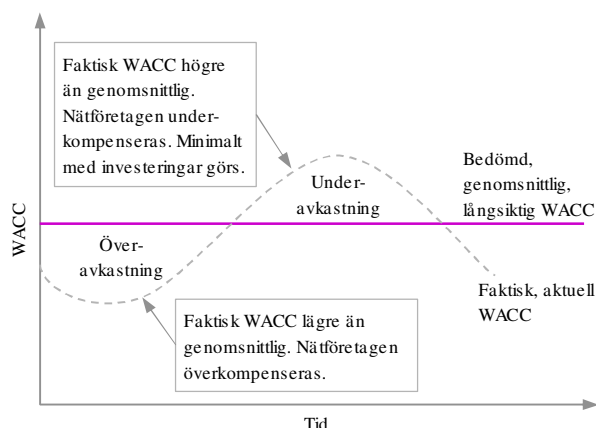 Faktisk WACC högre
än genomsnittlig.
Nätföretagen under-
kompenseras. Minimalt
med investeringar görs.
Under-
avkastning
Bedömd,
genomsnittlig,
långsiktig WACC
WACC
Över-
avkastning
Faktisk, aktuell
WACC
Faktisk WACC lägre än
genomsnittlig. Nätföretagen
överkompenseras.
Tid